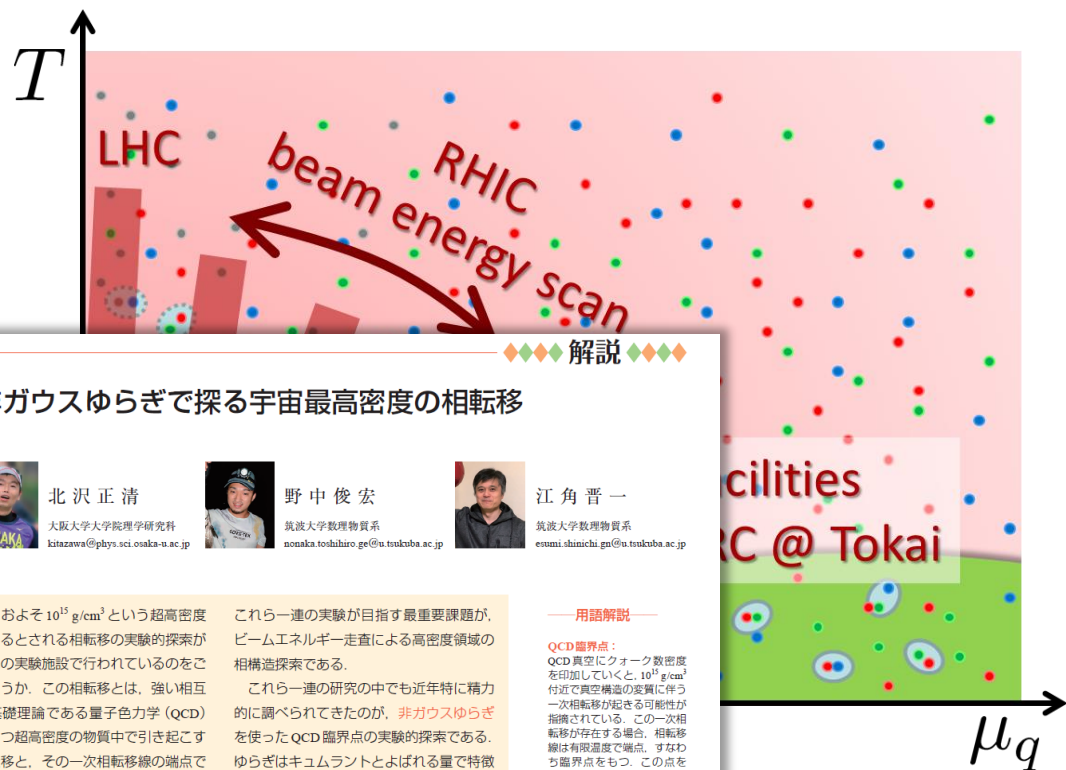 T
LHC
RHIC
beam energy scan
解説
ガウスゆらぎで探る宇宙最高密度の相転移
北沢正清
大阪大学大学院理学研究科
kitazawa@phys.sci.osaka-u.ac.jp
野中俊宏
筑波大学数理物質系
nonaka.toshihiro.ge@u.tsukuba.ac.jp
江角晋一
筑波大学数理物質系
esumi.shinichi.gn@u.tsukuba.ac.jp
cilities
RC @ Tokai
およそ10¹⁵ g/cm³という超高密度
るとされる相転移の実験的探索が
の実験施設で行われているのをご
うか．この相転移とは，強い相互
基礎理論である量子色力学（QCD）
つ超高密度の物質中で引き起こす
移と，その一次相転移線の端点で
これら一連の実験が目指す最重要課題が，
ビームエネルギー走査による高密度領域の
相構造探索である．
これら一連の研究の中でも近年特に精力
的に調べられてきたのが，非ガウスゆらぎ
を使ったQCD臨界点の実験的探索である．
ゆらぎはキュムラントとよばれる量で特徴
用語解説
QCD臨界点：
QCD真空にクォーク数密度
を印加していくと，10¹⁵ g/cm³
付近で真空構造の変質に伴う
一次相転移が起きる可能性が
指摘されている．この一次相
転移が存在する場合，相転移
線は有限温度で端点，すなわ
ち臨界点をもつ．この点を
μq